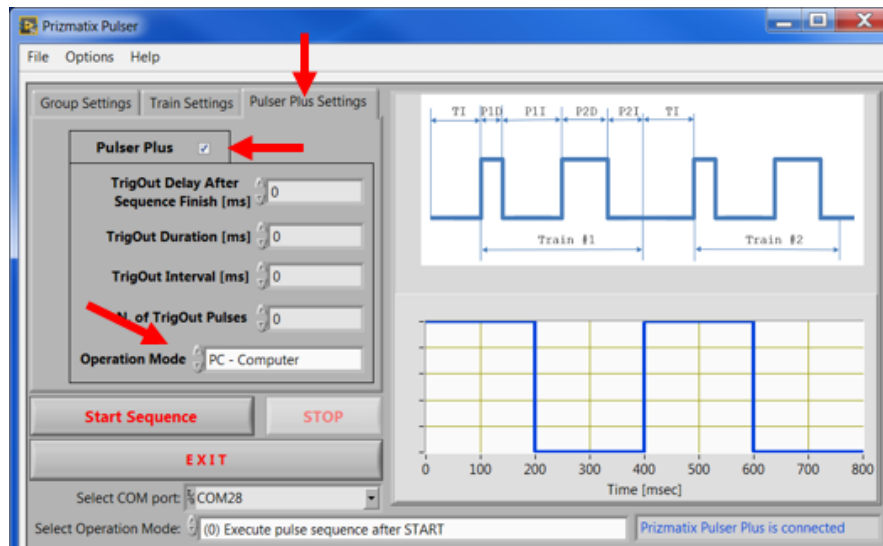 Prizmatix Pulser
File Options Help
Group Settings Train Settings Pulser Plus Settings
Pulser Plus
TrigOut Delay After
Sequence Finish [ms] 0
TrigOut Duration [ms] 0
TrigOut Interval [ms] 0
N. of TrigOut Pulses 0
Operation Mode PC - Computer
Start Sequence STOP
EXIT
Select COM port: COM28
Select Operation Mode: (0) Execute pulse sequence after START
TI P1D P1I P2D P2I TI
Train #1 Train #2
0 100 200 300 400 500 600 700 800
Time [msec]
Prizmatix Pulser Plus is connected